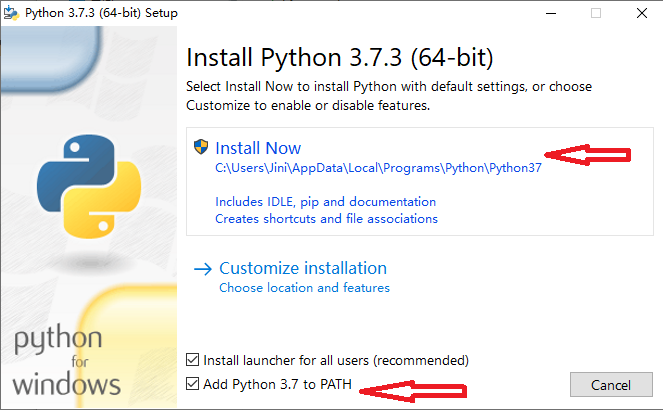 Python 3.7.3 (64-bit) Setup
Install Python 3.7.3 (64-bit)
Select Install Now to install Python with default settings, or choose
Customize to enable or disable features.
Install Now
C:\Users\Jini\AppData\Local\Programs\Python\Python37
Includes IDLE, pip and documentation
Creates shortcuts and file associations
Customize installation
Choose location and features
python
for
windows
Install launcher for all users (recommended)
Add Python 3.7 to PATH
Cancel